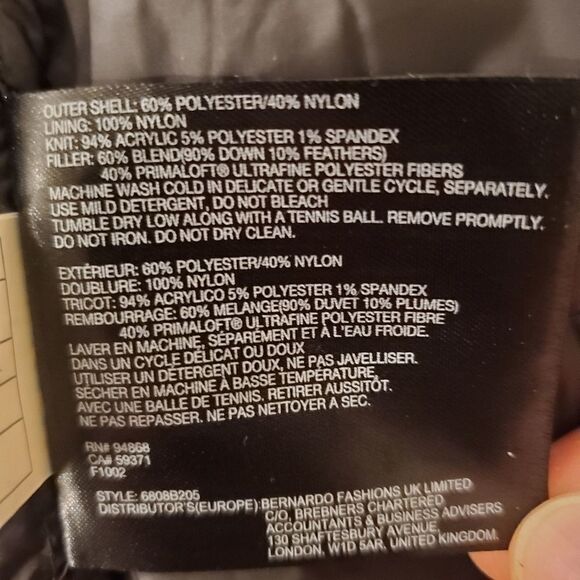 OUTER SHELL: 60% POLYESTER/40% NYLON
LINING: 100% NYLON
KNIT: 94% ACRYLIC 5% POLYESTER 1% SPANDEX
FILLER: 60% BLEND(90% DOWN 10% FEATHERS)
40% PRIMALOFT® ULTRAFINE POLYESTER FIBERS
MACHINE WASH COLD IN DELICATE OR GENTLE CYCLE, SEPARATELY.
USE MILD DETERGENT, DO NOT BLEACH
TUMBLE DRY LOW ALONG WITH A TENNIS BALL. REMOVE PROMPTLY.
DO NOT IRON. DO NOT DRY CLEAN.
EXTÉRIEUR: 60% POLYESTER/40% NYLON
DOUBLURE: 100% NYLON
TRICOT: 94% ACRYLICO 5% POLYESTER 1% SPANDEX
REMBOURRAGE: 60% MELANGE(90% DUVET 10% PLUMES)
40% PRIMALOFT® ULTRAFINE POLYESTER FIBRE
LAVER EN MACHINE, SÉPARÉMENT ET À L'EAU FROIDE.
DANS UN CYCLE DÉLICAT OU DOUX
UTILISER UN DÉTERGENT DOUX, NE PAS JAVELLISER.
SÉCHER EN MACHINE À BASSE TEMPÉRATURE,
AVEC UNE BALLE DE TENNIS. RETIRER AUSSITÔT.
NE PAS REPASSER. NE PAS NETTOYER A SEC.
RN# 94868
CA# 59371
F1002
STYLE: 6808B205
DISTRIBUTOR'S(EUROPE):BERNARDO FASHIONS UK LIMITED
C/O, BREBNERS CHARTERED
ACCOUNTANTS & BUSINESS ADVISERS
130 SHAFTESBURY AVENUE,
LONDON, W1D 5AR, UNITED KINGDOM.